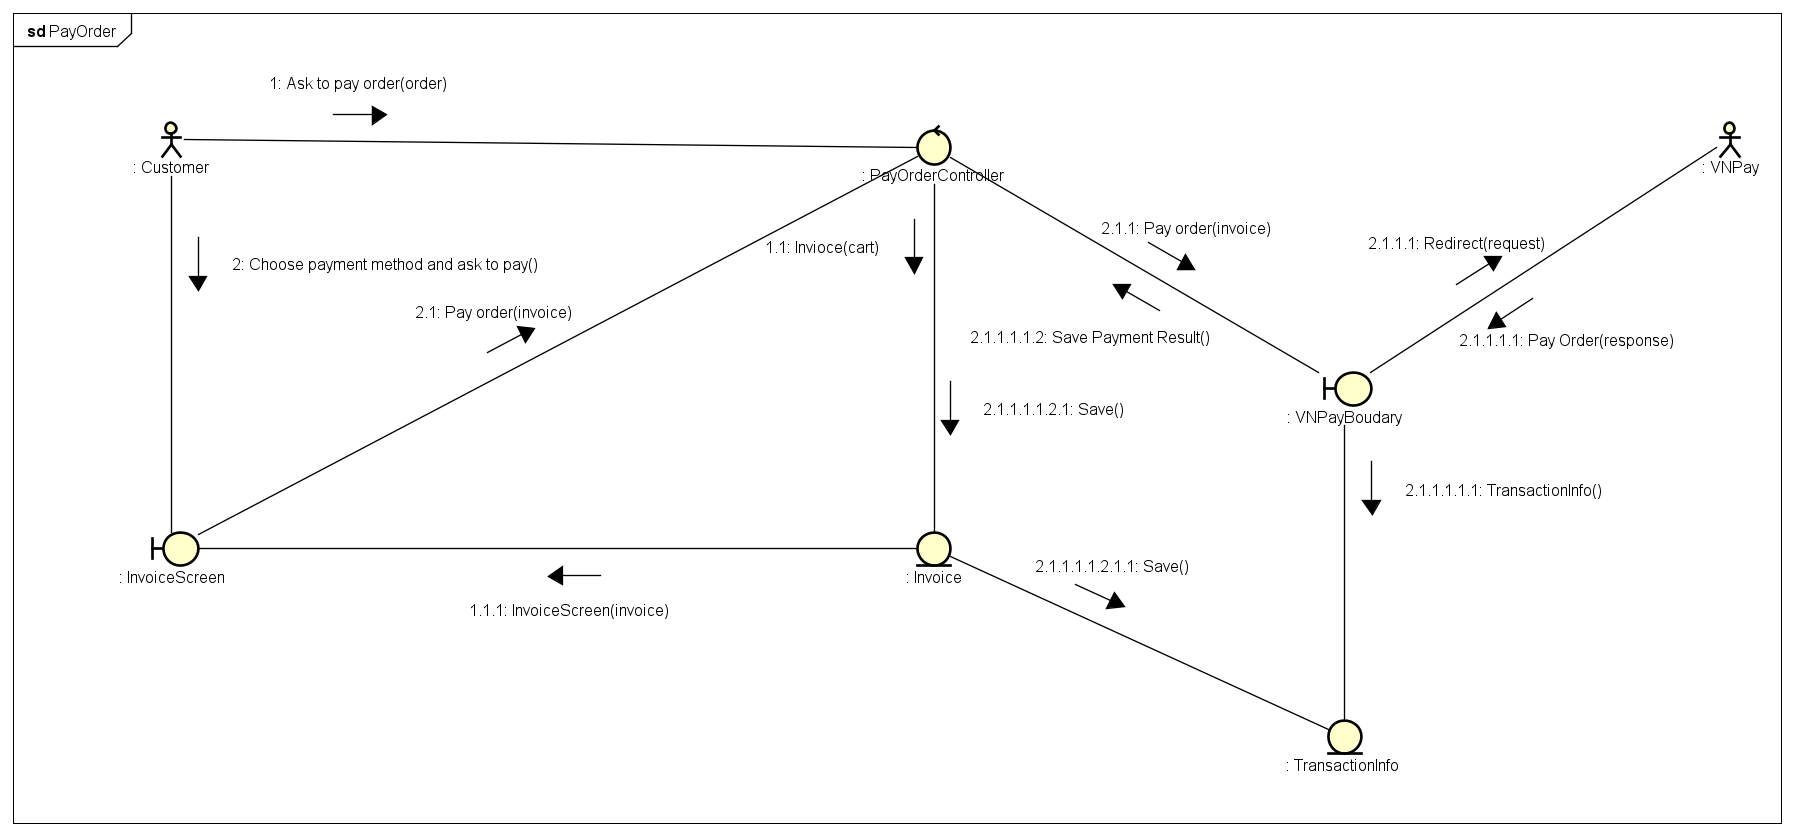 sd PayOrder
1: Ask to pay order(order)
: Customer
: PayOrderController
: VNPay
2.1.1: Pay order(invoice)
1.1: Invioce(cart)
2.1.1.1: Redirect(request)
2: Choose payment method and ask to pay()
2.1: Pay order(invoice)
2.1.1.1.1.2: Save Payment Result()
2.1.1.1.1: Pay Order(response)
2.1.1.1.1.2.1: Save()
: VNPayBoudary
2.1.1.1.1.1: TransactionInfo()
2.1.1.1.1.2.1.1: Save()
: InvoiceScreen
: Invoice
1.1.1: InvoiceScreen(invoice)
: TransactionInfo